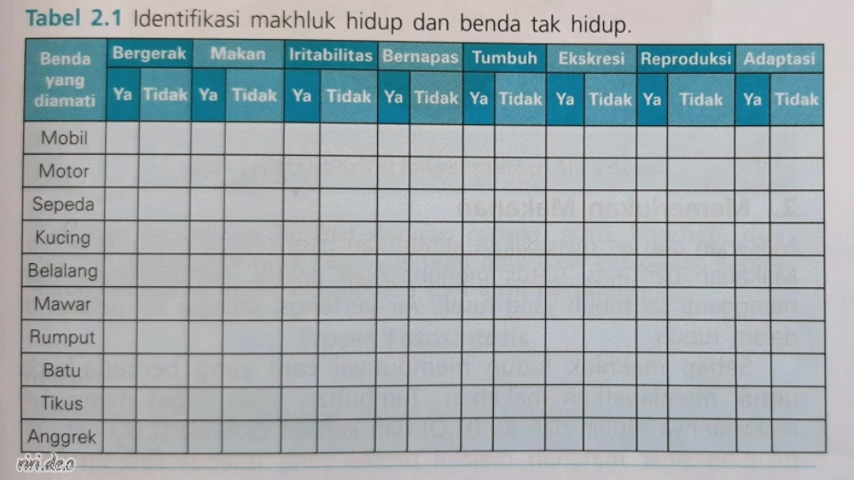 Tabel 2.1 Identifikasi makhluk hidup dan benda tak hidup.
Benda yang diamati Bergerak Makan Iritabilitas Bernapas Tumbuh Ekskresi Reproduksi Adaptasi
Ya Tidak Ya Tidak Ya Tidak Ya Tidak Ya Tidak Ya Tidak Ya Tidak Ya Tidak
Mobil
Motor
Sepeda
Kucing
Belalang
Mawar
Rumput
Batu
Tikus
Anggrek